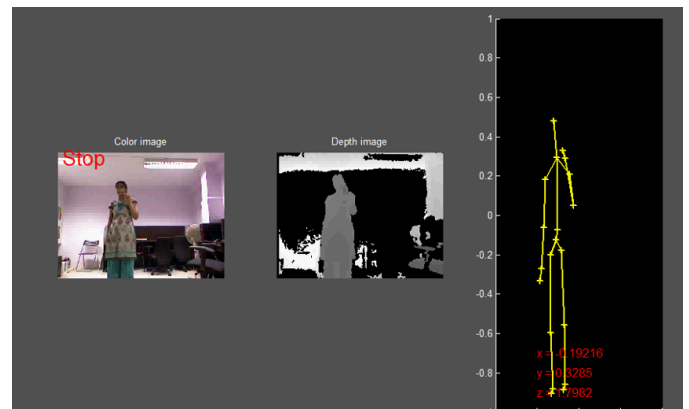 Color image
Stop
Depth image
1
0.8
0.6
0.4
0.2
0
-0.2
-0.4
-0.6
-0.8
x = -0.19216
y = 0.3285
z = 1.7982